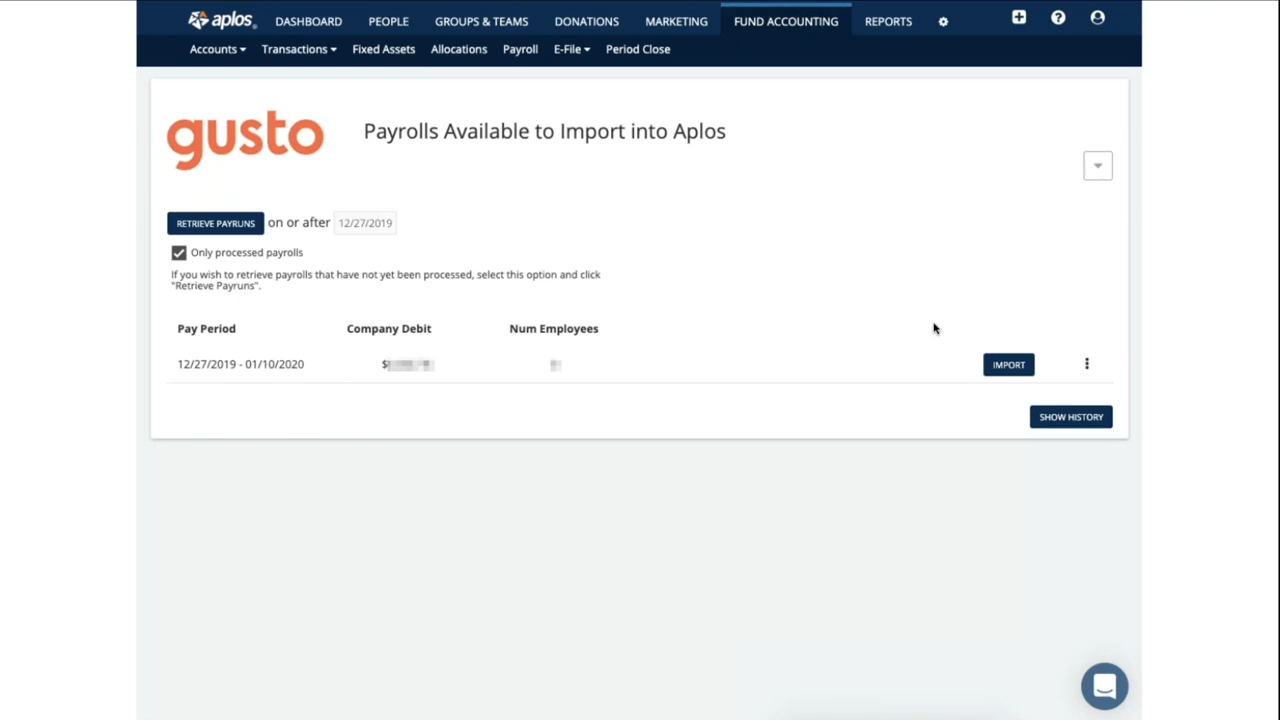 aplos
DASHBOARD PEOPLE GROUPS & TEAMS DONATIONS MARKETING FUND ACCOUNTING REPORTS
Accounts Transactions Fixed Assets Allocations Payroll E-File Period Close
gusto
Payrolls Available to Import into Aplos
RETRIEVE PAYRUNS on or after 12/27/2019
Only processed payrolls
If you wish to retrieve payrolls that have not yet been processed, select this option and click
"Retrieve Payruns".
Pay Period Company Debit Num Employees
12/27/2019 - 01/10/2020 $ IMPORT
SHOW HISTORY